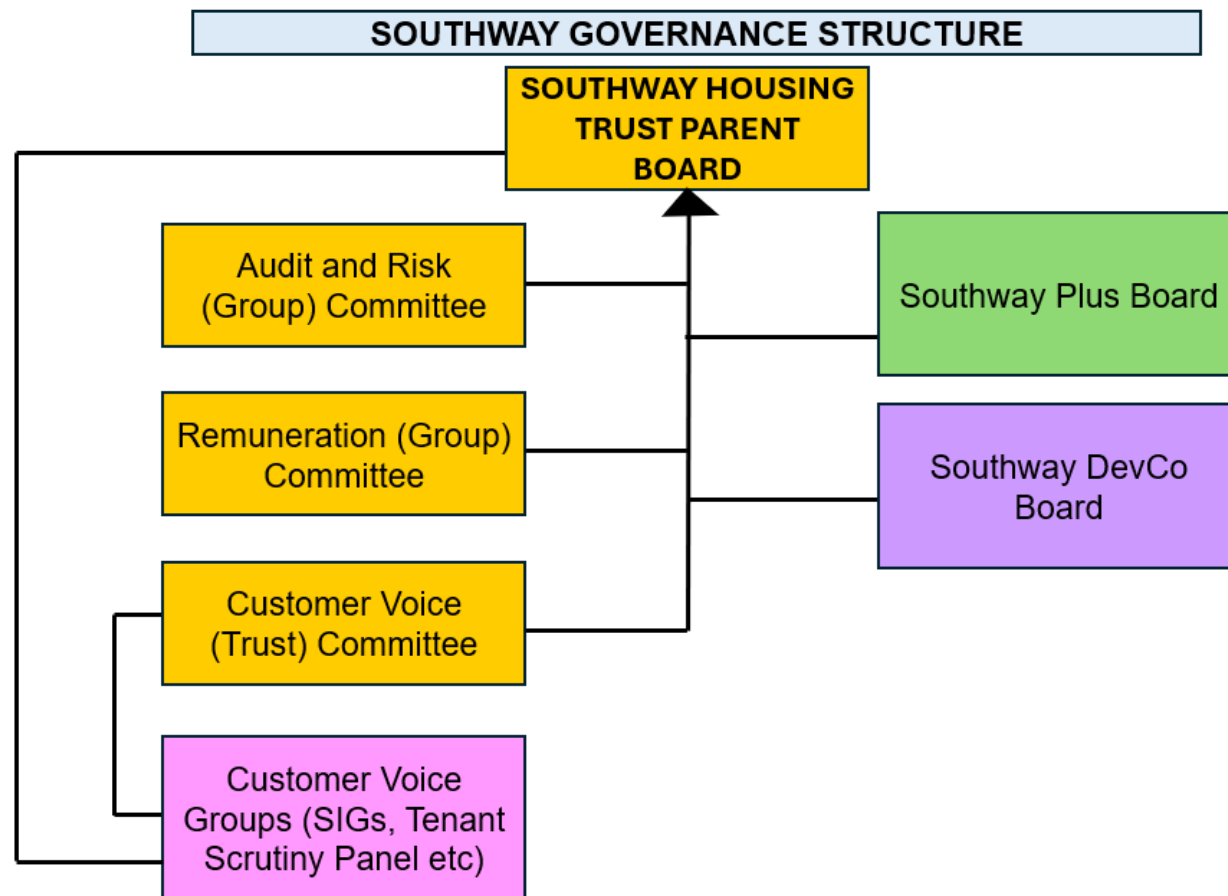 SOUTHWAY GOVERNANCE STRUCTURE
SOUTHWAY HOUSING
TRUST PARENT
BOARD
Audit and Risk
(Group) Committee
Southway Plus Board
Remuneration (Group)
Committee
Southway DevCo
Board
Customer Voice
(Trust) Committee
Customer Voice
Groups (SIGs, Tenant
Scrutiny Panel etc)